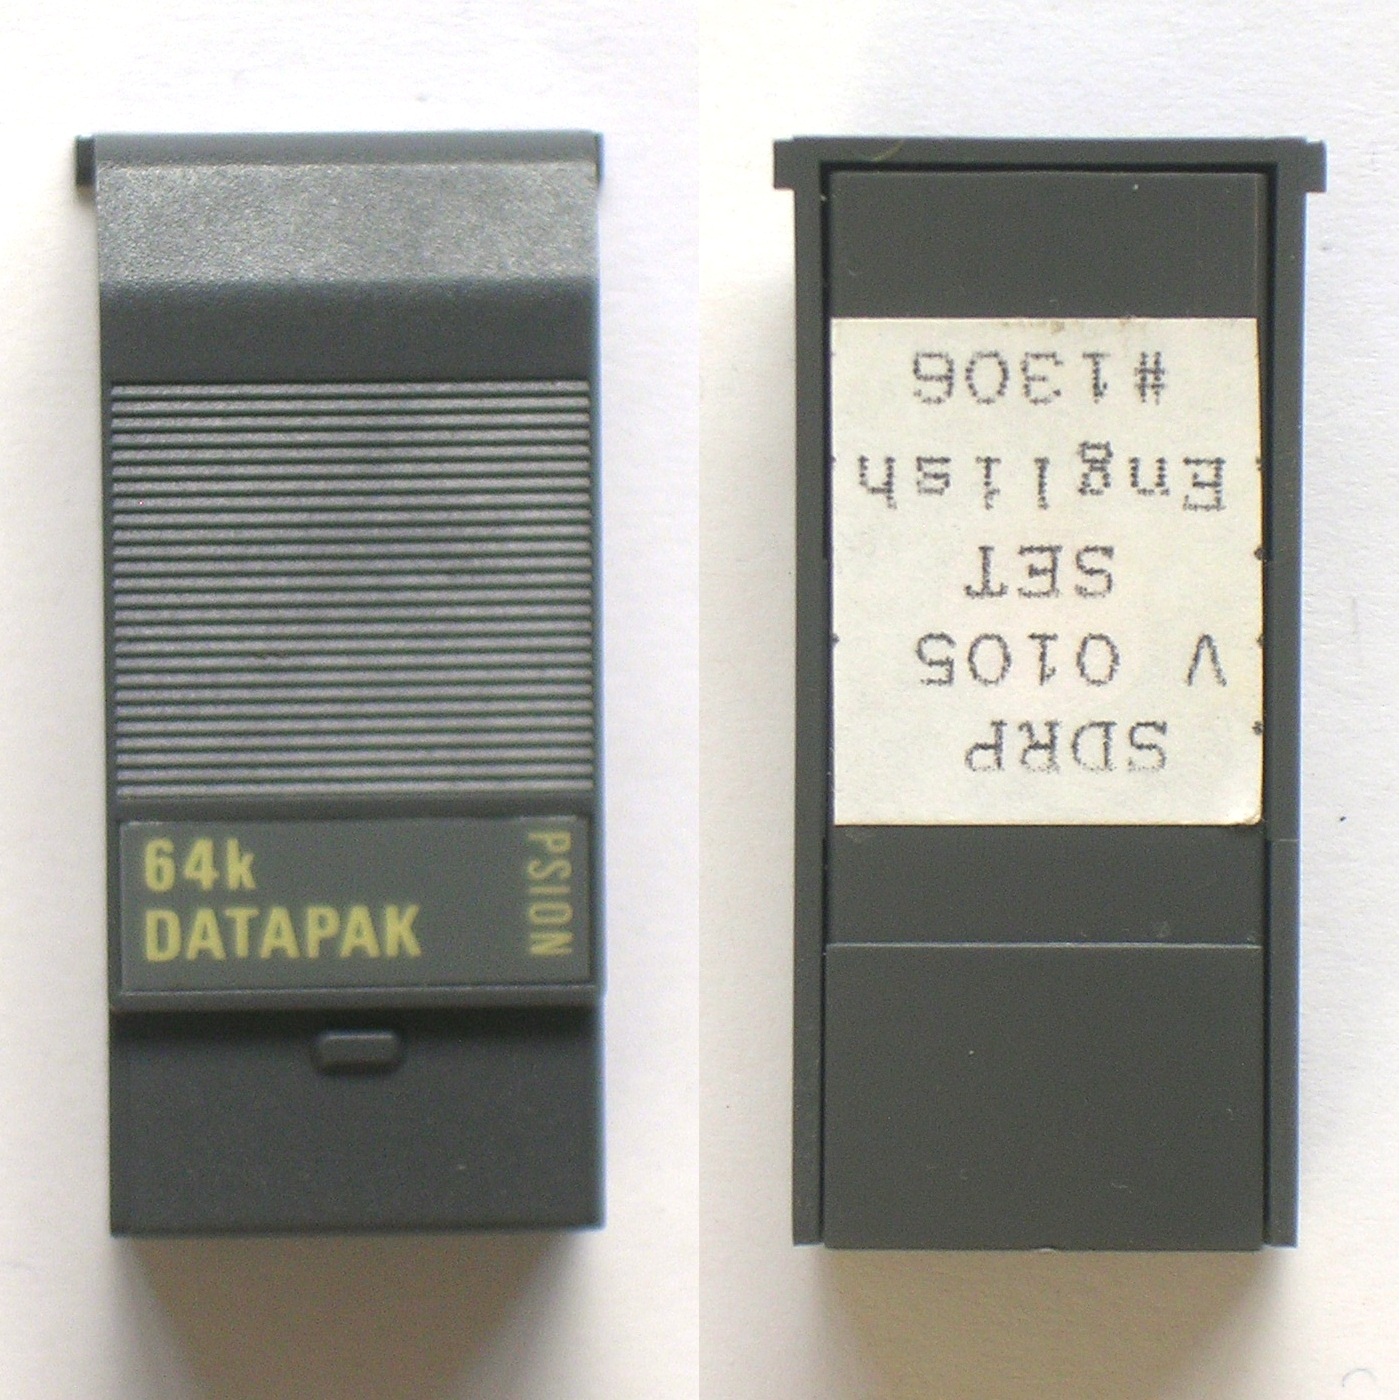 64k
DATAPAK
PSION
SDRP
V 0105
SET
English
#1306